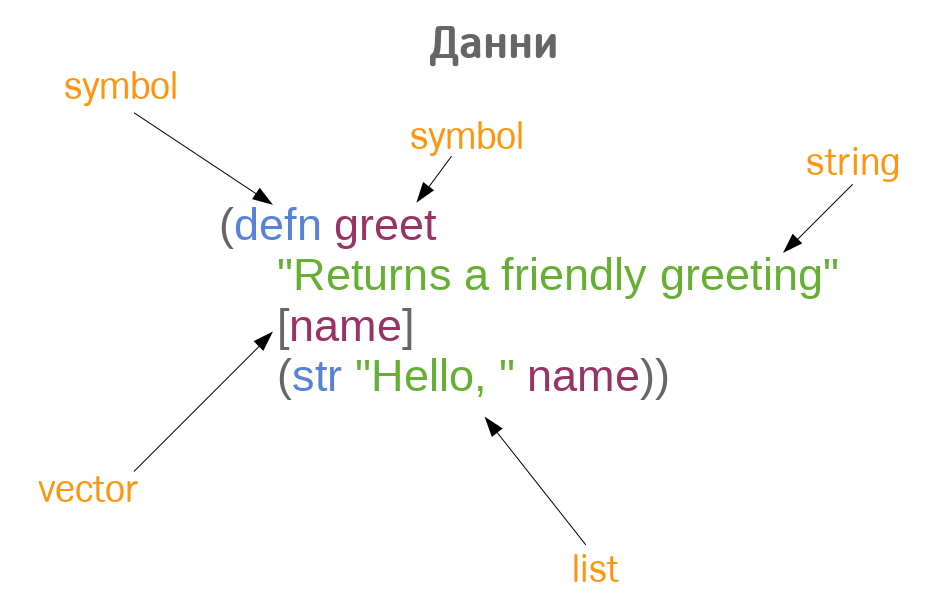 Данни
symbol
symbol
string
(defn greet
"Returns a friendly greeting"
[name]
(str "Hello, " name))
vector
list